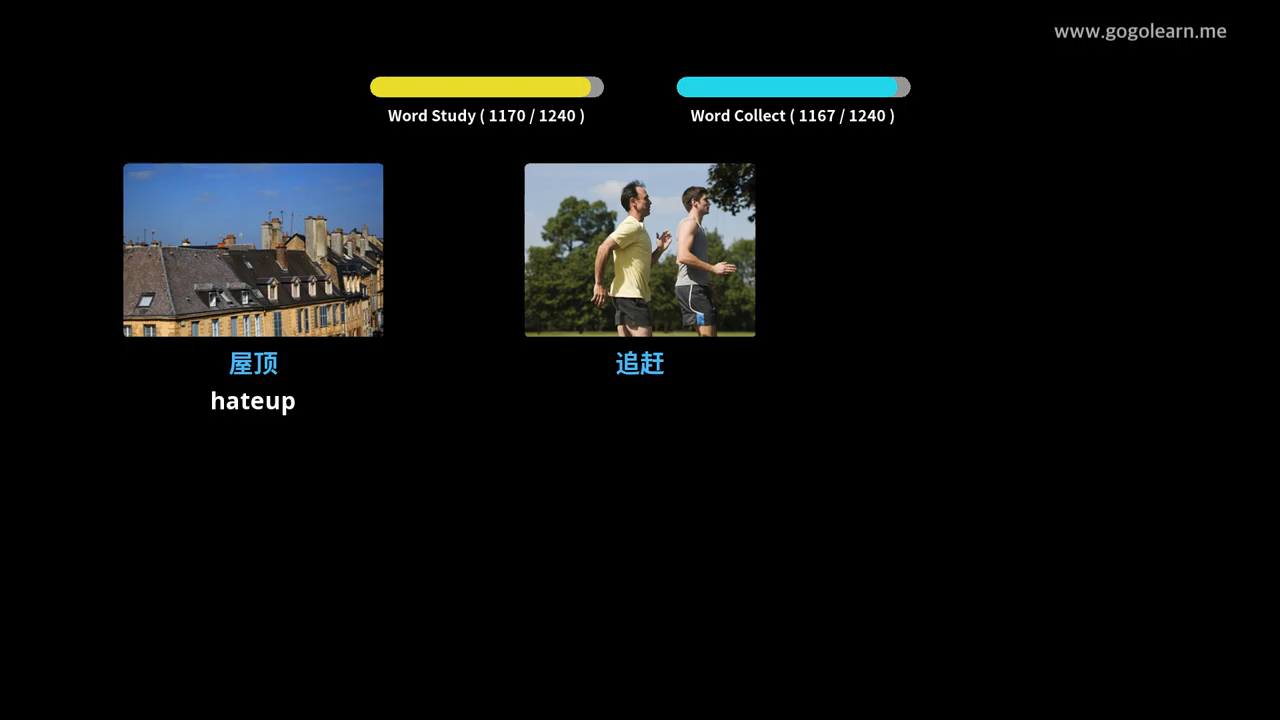 www.gogolearn.me
Word Study ( 1170 / 1240 )
Word Collect ( 1167 / 1240 )
屋顶
追赶
hateup